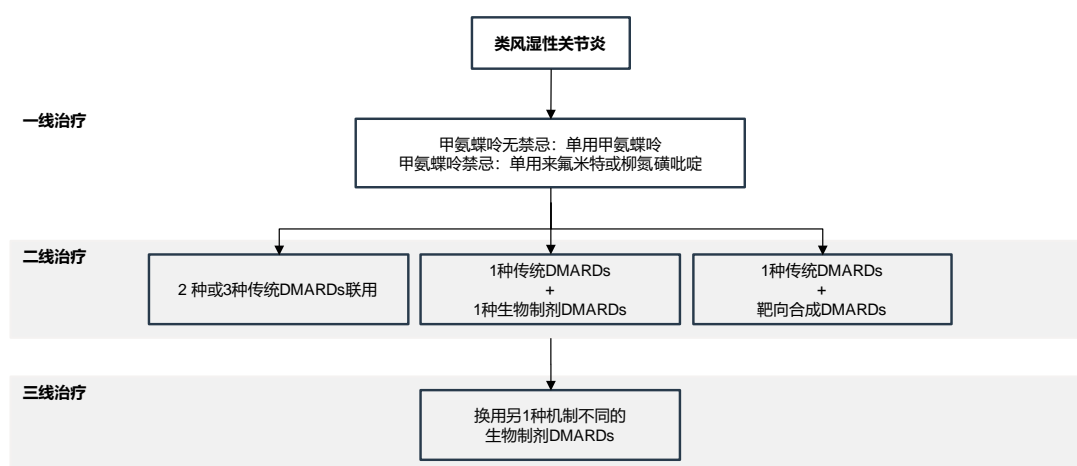 类风湿性关节炎
一线治疗
甲氨蝶呤无禁忌：单用甲氨蝶呤
甲氨蝶呤禁忌：单用来氟米特或柳氮磺吡啶
二线治疗
2 种或3种传统DMARDs联用
1种传统DMARDs
+
1种生物制剂DMARDs
1种传统DMARDs
+
靶向合成DMARDs
三线治疗
换用另1种机制不同的
生物制剂DMARDs